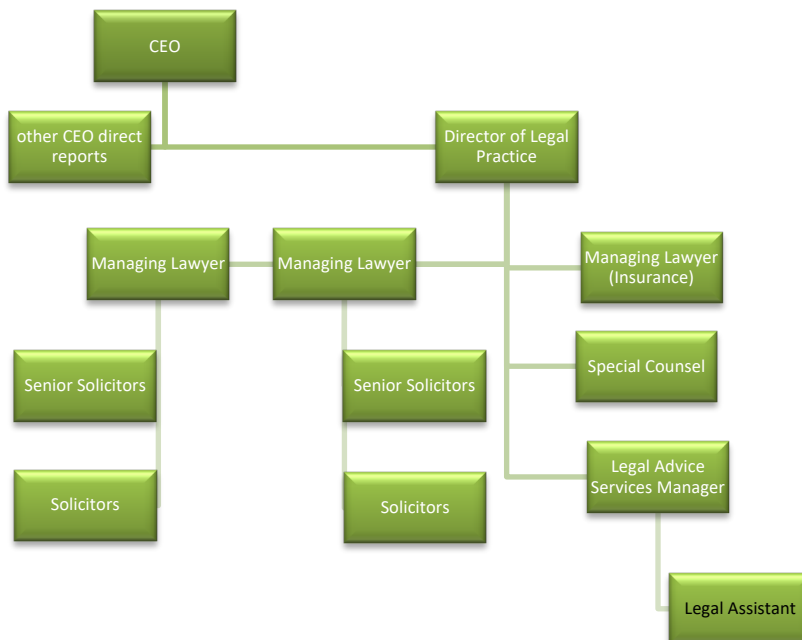 CEO
other CEO direct
reports
Director of Legal
Practice
Managing Lawyer
Managing Lawyer
Managing Lawyer
(Insurance)
Senior Solicitors
Senior Solicitors
Special Counsel
Legal Advice
Services Manager
Solicitors
Solicitors
Legal Assistant